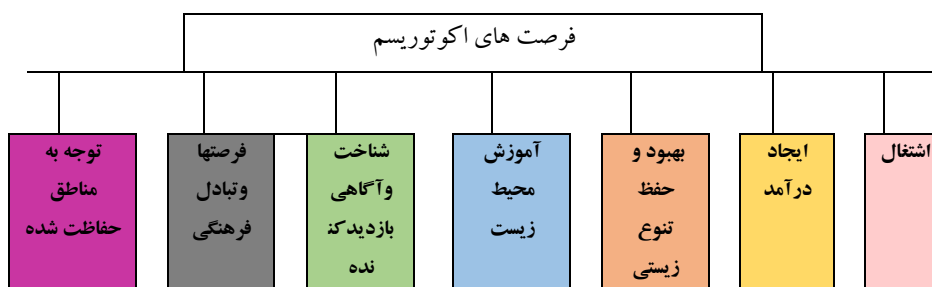 فرصت های اکوتوریسم
اشتغال
ایجاد
درآمد
بهبود و
حفظ
تنوع
زیستی
آموزش
محیط
زیست
شناخت
وآگاهی
بازدیدکن
نده
فرصتها
وتبادل
فرهنگی
توجه به
مناطق
حفاظت شده